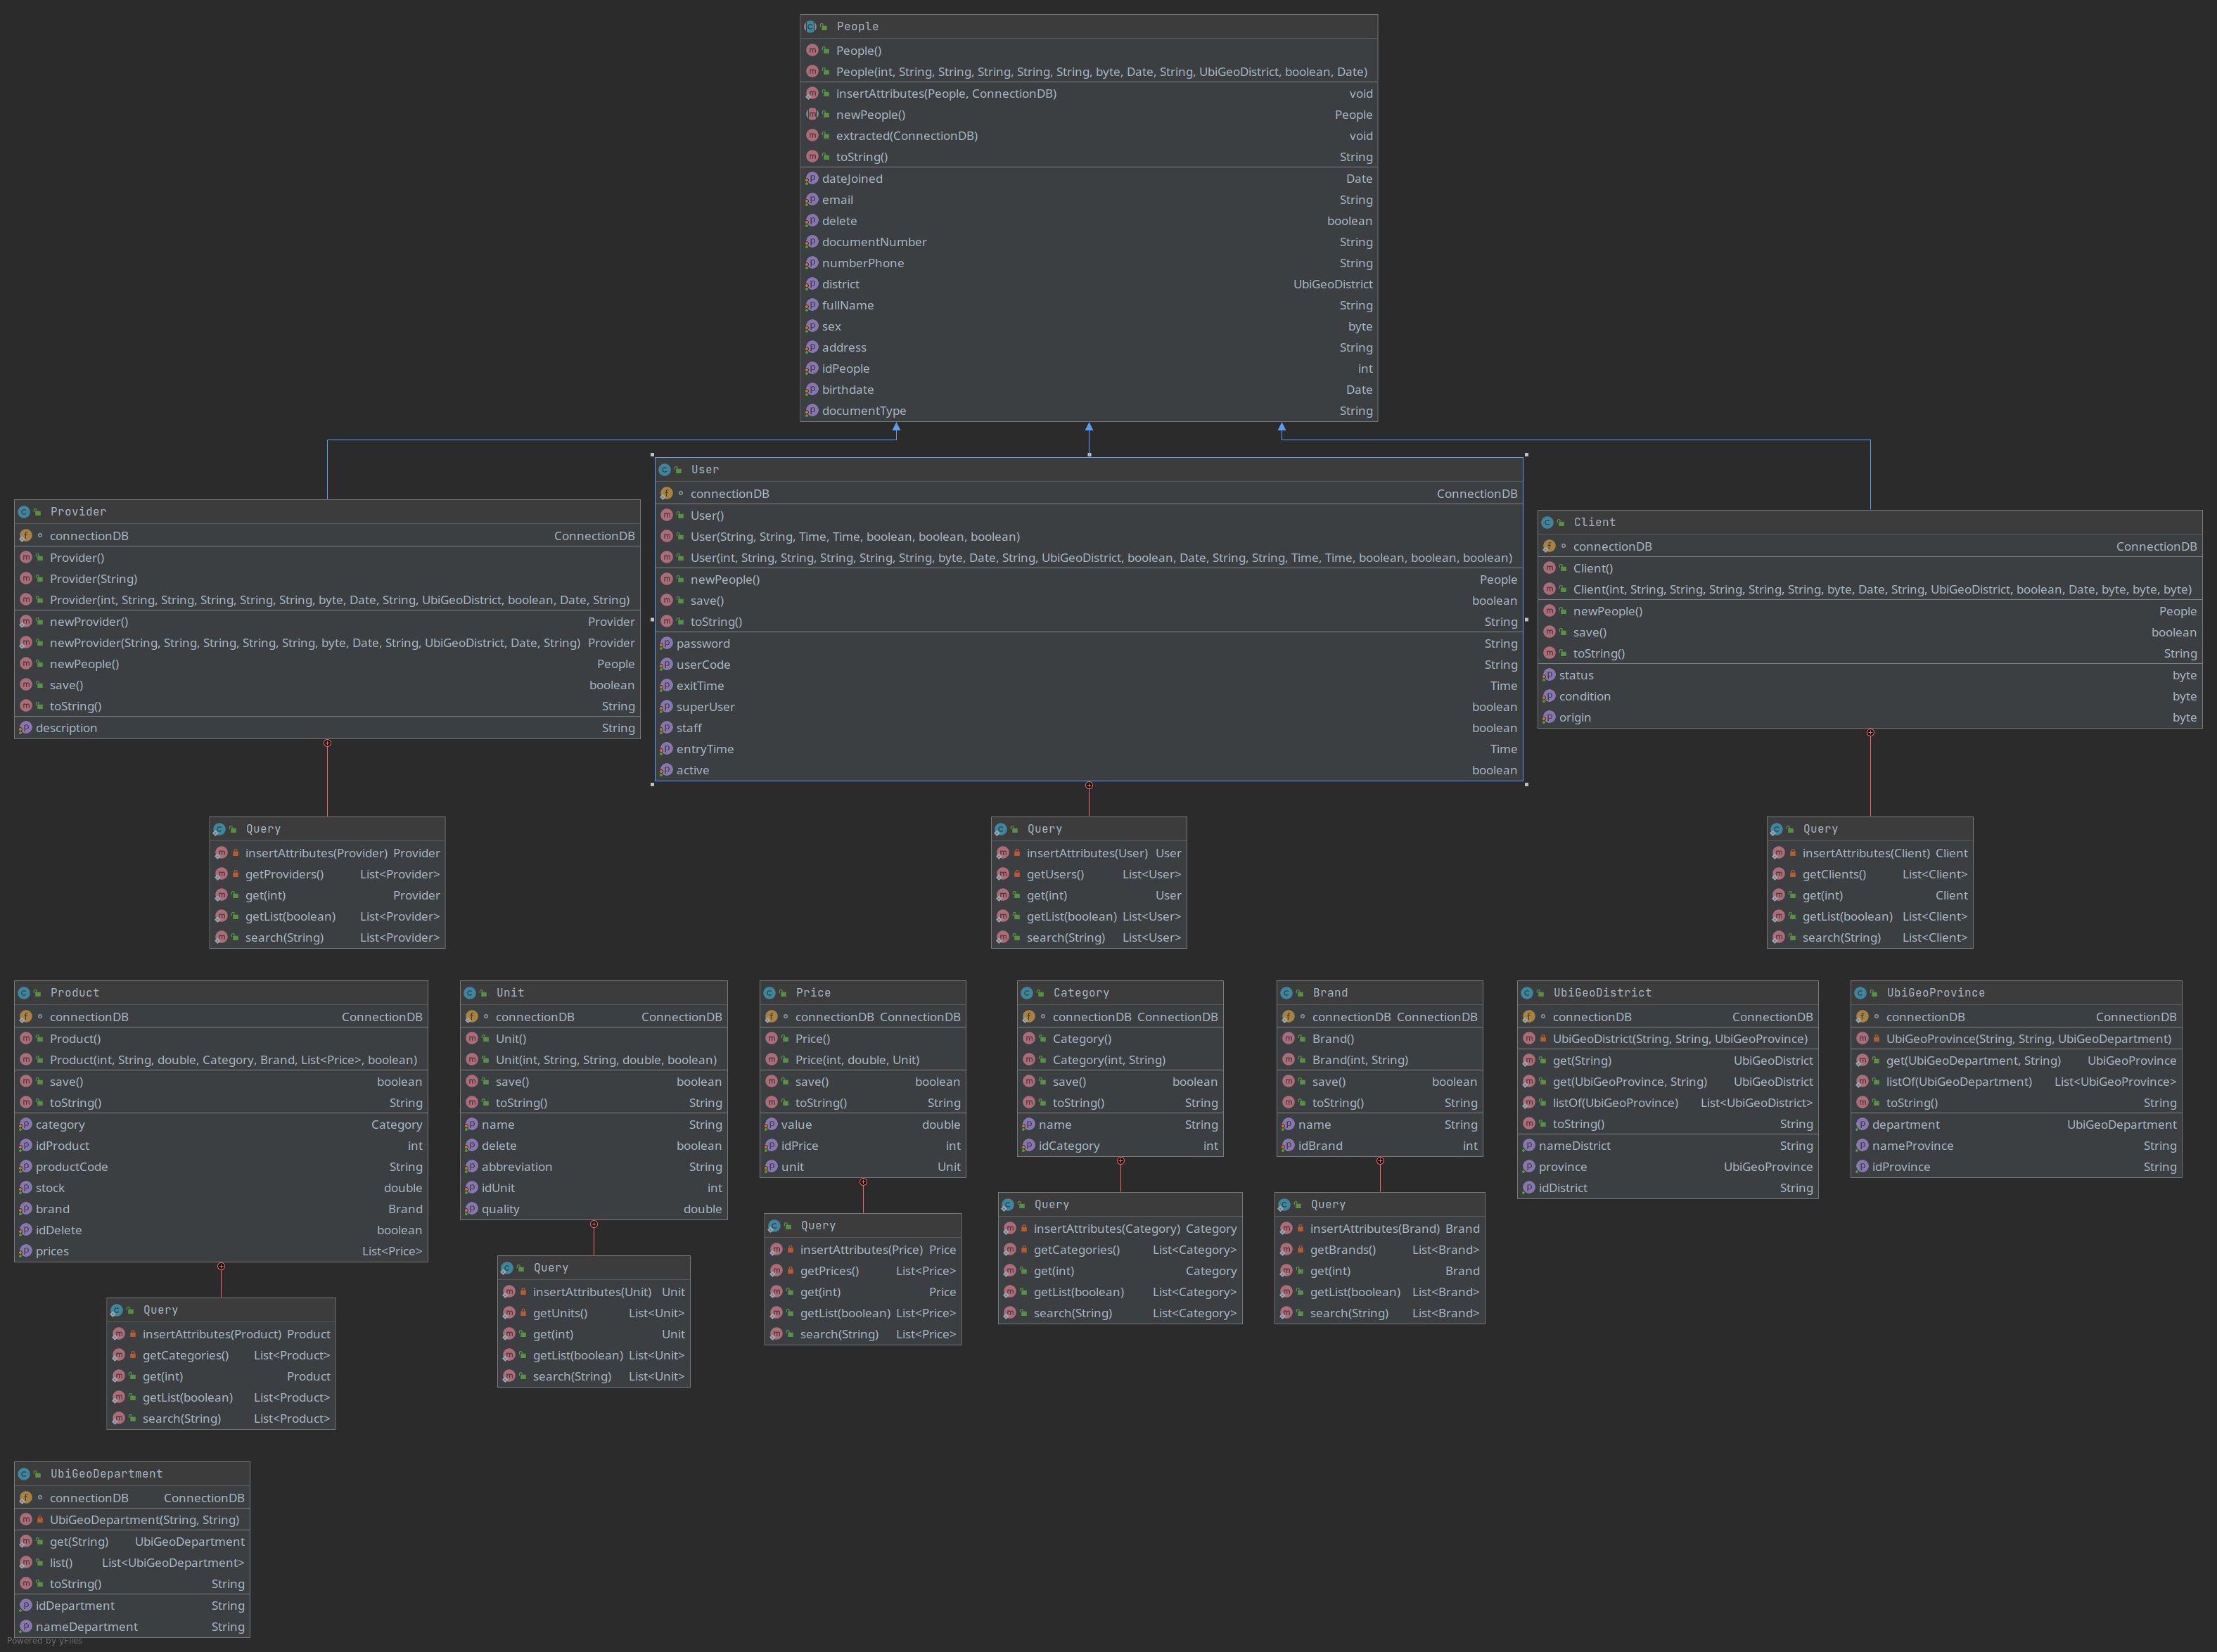 People
People()
People(int, String, String, String, String, String, byte, Date, String, UbiGeoDistrict, boolean, Date)
insertAttributes(People, ConnectionDB) void
newPeople() People
extracted(ConnectionDB) void
toString() String
dateJoined Date
email String
delete boolean
documentNumber String
numberPhone String
district UbiGeoDistrict
fullName String
sex byte
address String
idPeople int
birthdate Date
documentType String
Provider
connectionDB ConnectionDB
Provider()
Provider(String)
Provider(int, String, String, String, String, String, byte, Date, String, UbiGeoDistrict, boolean, Date, String)
newProvider() Provider
newProvider(String, String, String, String, String, byte, Date, String, UbiGeoDistrict, Date, String) Provider
newPeople() People
save() boolean
toString() String
description String
User
connectionDB ConnectionDB
User()
User(String, String, Time, Time, boolean, boolean, boolean)
User(int, String, String, String, String, String, byte, Date, String, UbiGeoDistrict, boolean, Date, String, String, Time, Time, boolean, boolean, boolean)
newPeople() People
save() boolean
toString() String
password String
userCode String
exitTime Time
superUser boolean
staff boolean
entryTime Time
active boolean
Client
connectionDB ConnectionDB
Client()
Client(int, String, String, String, String, String, byte, Date, String, UbiGeoDistrict, boolean, Date, byte, byte, byte)
newPeople() People
save() boolean
toString() String
status byte
condition byte
origin byte
Query
insertAttributes(Provider) Provider
getProviders() List<Provider>
get(int) Provider
getList(boolean) List<Provider>
search(String) List<Provider>
Query
insertAttributes(User) User
getUsers() List<User>
get(int) User
getList(boolean) List<User>
search(String) List<User>
Query
insertAttributes(Client) Client
getClients() List<Client>
get(int) Client
getList(boolean) List<Client>
search(String) List<Client>
Product
connectionDB ConnectionDB
Product()
Product(int, String, double, Category, Brand, List<Price>, boolean)
save() boolean
toString() String
category Category
idProduct int
productCode String
stock double
brand Brand
idDelete boolean
prices List<Price>
Unit
connectionDB ConnectionDB
Unit()
Unit(int, String, String, double, boolean)
save() boolean
toString() String
name String
delete boolean
abbreviation String
idUnit int
quality double
Price
connectionDB ConnectionDB
Price()
Price(int, double, Unit)
save() boolean
toString() String
value double
idPrice int
unit Unit
Category
connectionDB ConnectionDB
Category()
Category(int, String)
save() boolean
toString() String
name String
idCategory int
Brand
connectionDB ConnectionDB
Brand()
Brand(int, String)
save() boolean
toString() String
name String
idBrand int
UbiGeoDistrict
connectionDB ConnectionDB
UbiGeoDistrict(String, String, UbiGeoProvince)
get(String) UbiGeoDistrict
get(UbiGeoProvince, String) UbiGeoDistrict
listOf(UbiGeoProvince) List<UbiGeoDistrict>
toString() String
nameDistrict String
province UbiGeoProvince
idDistrict String
UbiGeoProvince
connectionDB ConnectionDB
UbiGeoProvince(String, String, UbiGeoDepartment)
get(UbiGeoDepartment, String) UbiGeoProvince
listOf(UbiGeoDepartment) List<UbiGeoProvince>
toString() String
department UbiGeoDepartment
nameProvince String
idProvince String
Query
insertAttributes(Product) Product
getCategories() List<Product>
get(int) Product
getList(boolean) List<Product>
search(String) List<Product>
Query
insertAttributes(Unit) Unit
getUnits() List<Unit>
get(int) Unit
getList(boolean) List<Unit>
search(String) List<Unit>
Query
insertAttributes(Price) Price
getPrices() List<Price>
get(int) Price
getList(boolean) List<Price>
search(String) List<Price>
Query
insertAttributes(Category) Category
getCategories() List<Category>
get(int) Category
getList(boolean) List<Category>
search(String) List<Category>
Query
insertAttributes(Brand) Brand
getBrands() List<Brand>
get(int) Brand
getList(boolean) List<Brand>
search(String) List<Brand>
UbiGeoDepartment
connectionDB ConnectionDB
UbiGeoDepartment(String, String)
get(String) UbiGeoDepartment
list() List<UbiGeoDepartment>
toString() String
idDepartment String
nameDepartment String
Powered by yFiles